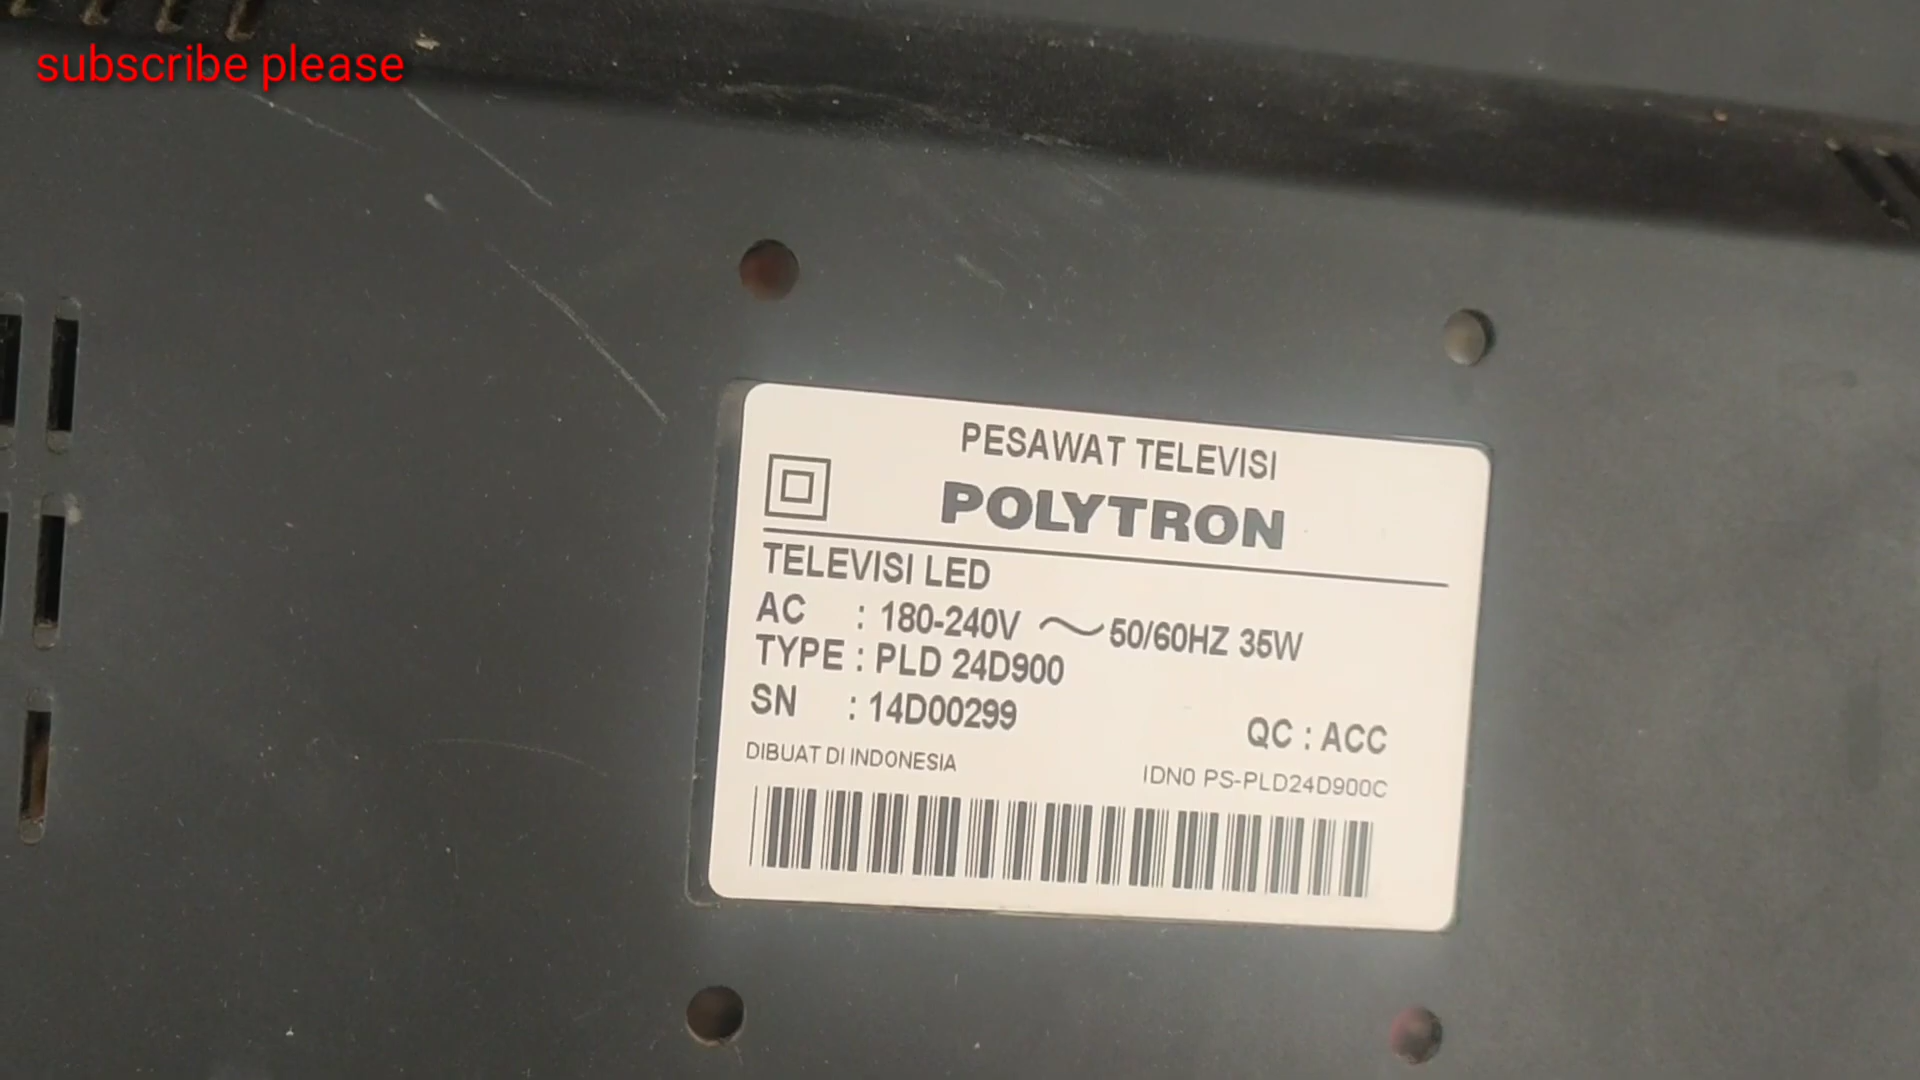 subscribe please
PESAWAT TELEVISI
POLYTRON
TELEVISI LED
AC : 180-240V ~ 50/60HZ 35W
TYPE : PLD 24D900
SN : 14D00299
QC : ACC
DIBUAT DI INDONESIA
IDN0 PS-PLD24D900C